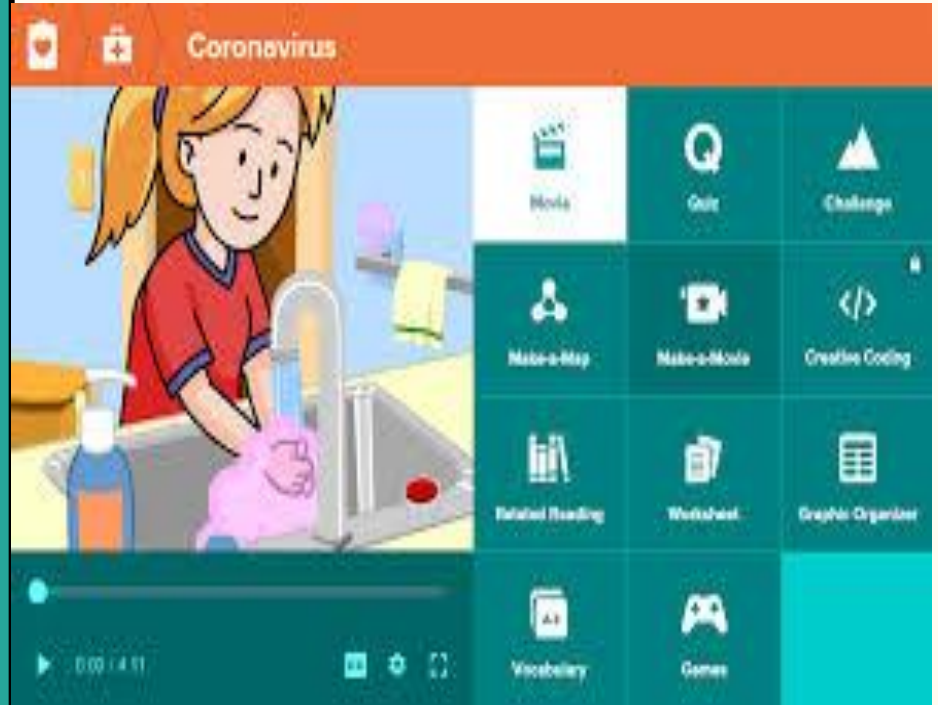 Coronavirus
Movie
Quiz
Challenge
Make-a-Map
Make-a-Movie
Creative Coding
Related Reading
Worksheet
Graphic Organizer
Vocabulary
Games